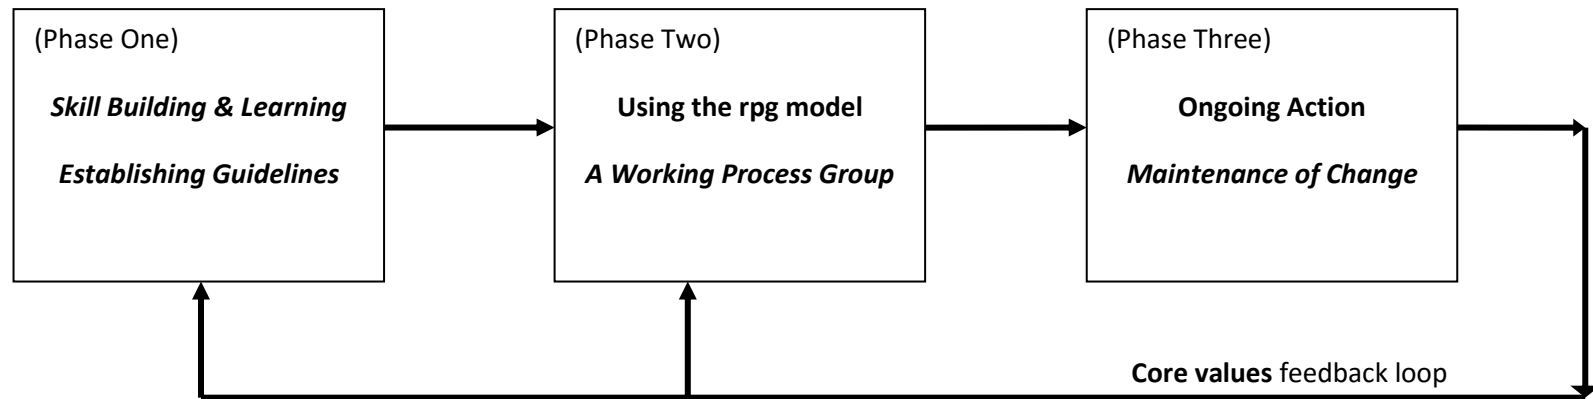 (Phase One)
Skill Building & Learning
Establishing Guidelines
(Phase Two)
Using the rpg model
A Working Process Group
(Phase Three)
Ongoing Action
Maintenance of Change
Core values feedback loop